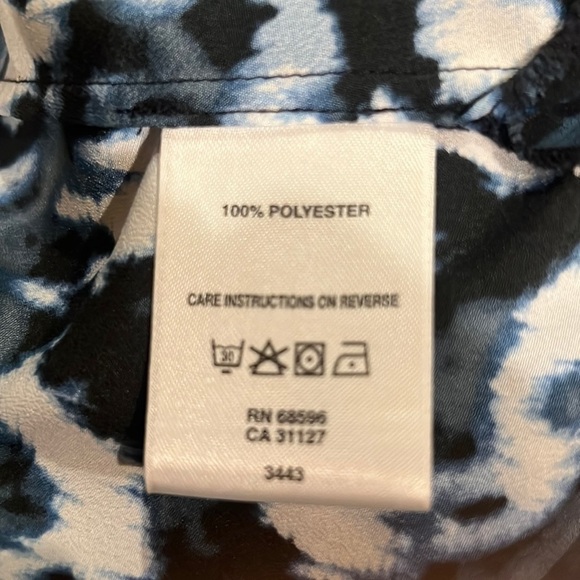 100% POLYESTER
CARE INSTRUCTIONS ON REVERSE
30
RN 68596
CA 31127
3443